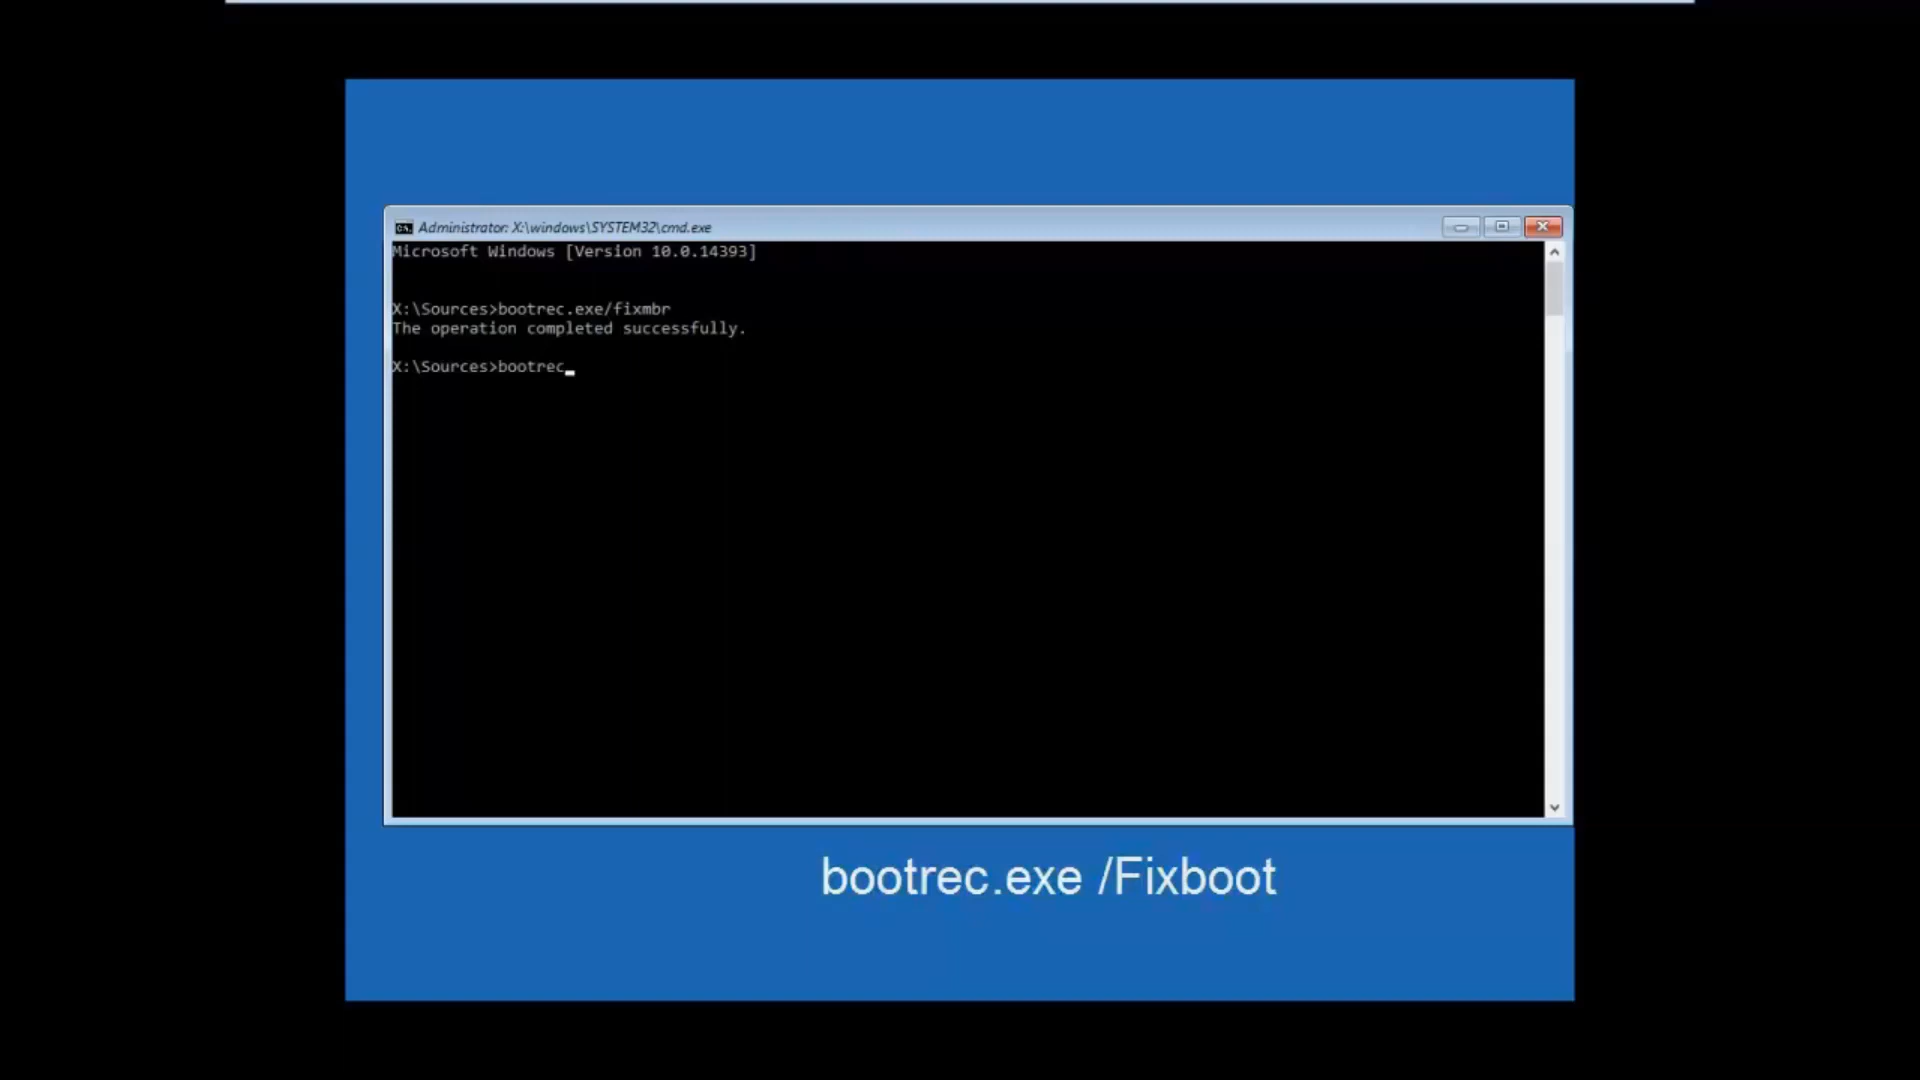 Administrator: X:\windows\SYSTEM32\cmd.exe
Microsoft Windows [Version 10.0.14393]
X:\Sources>bootrec.exe/fixmbr
The operation completed successfully.
X:\Sources>bootrec
bootrec.exe /Fixboot